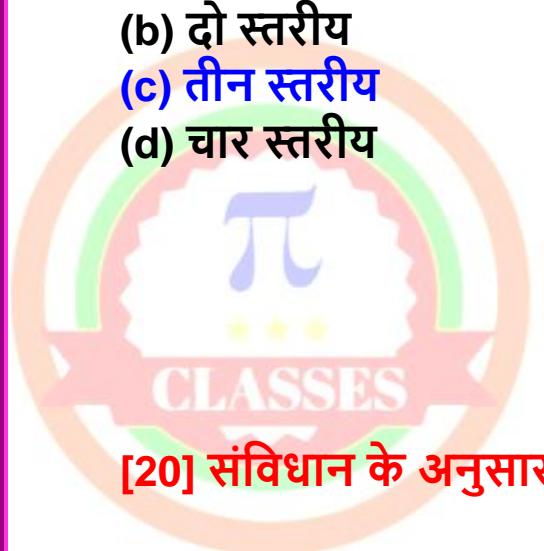 (b) दो स्तरीय
(c) तीन स्तरीय
(d) चार स्तरीय
π
CLASSES
[20] संविधान के अनुसार